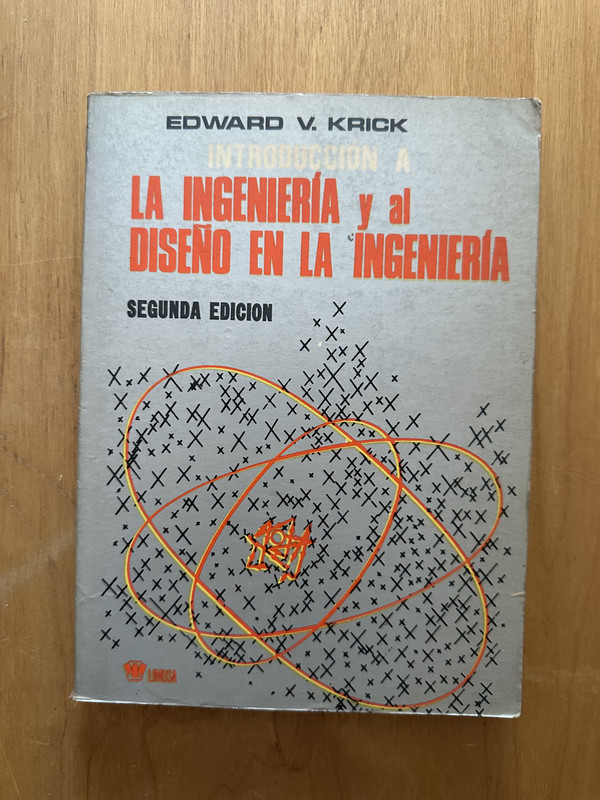 EDWARD V. KRICK
INTRODUCCION A
LA INGENIERÍA y al
DISEÑO EN LA INGENIERÍA
SEGUNDA EDICION
LIMUSA